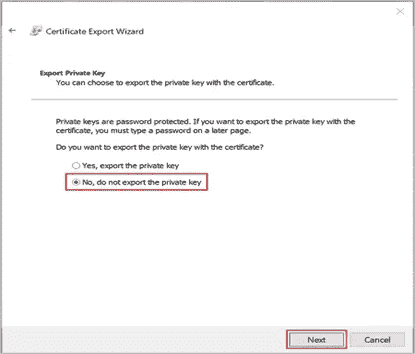 Certificate Export Wizard
Export Private Key
You can choose to export the private key with the certificate.
Private keys are password protected. If you want to export the private key with the
certificate, you must type a password on a later page.
Do you want to export the private key with the certificate?
Yes, export the private key
No, do not export the private key
Next
Cancel